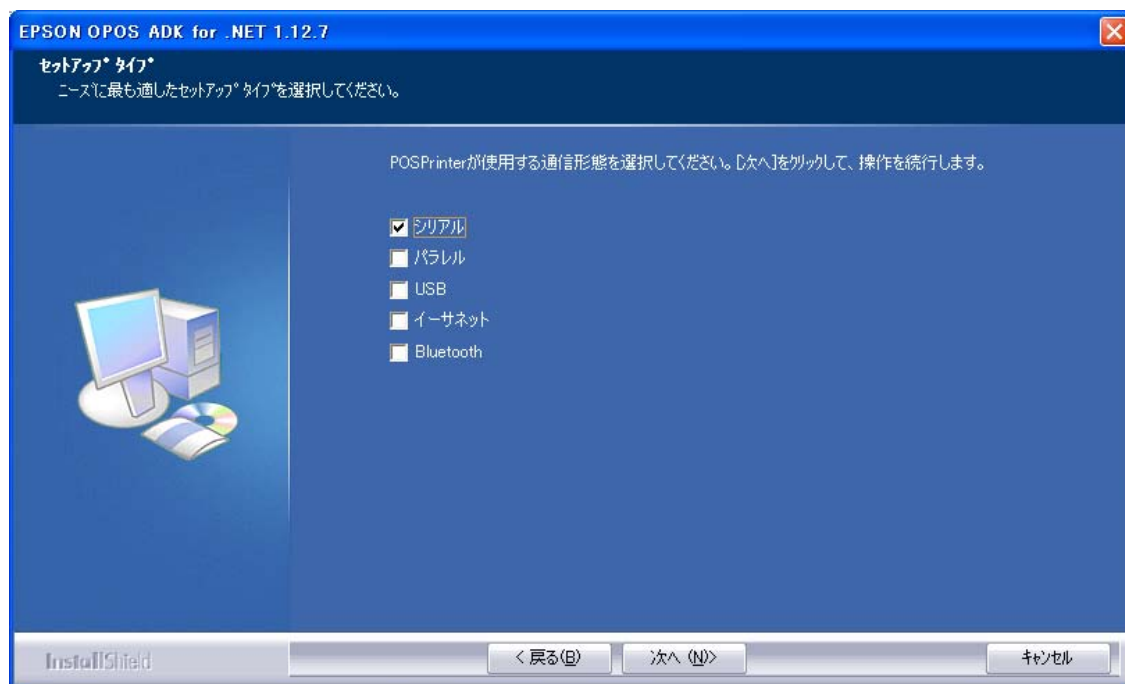 EPSON OPOS ADK for .NET 1.12.7
セットアップ タイプ
ニーズに最も適したセットアップ タイプを選択してください。
POSPrinterが使用する通信形態を選択してください。[次へ]をクリックして、操作を続行します。
シリアル
パラレル
USB
イーサネット
Bluetooth
InstallShield
< 戻る(B)
次へ (N)>
キャンセル